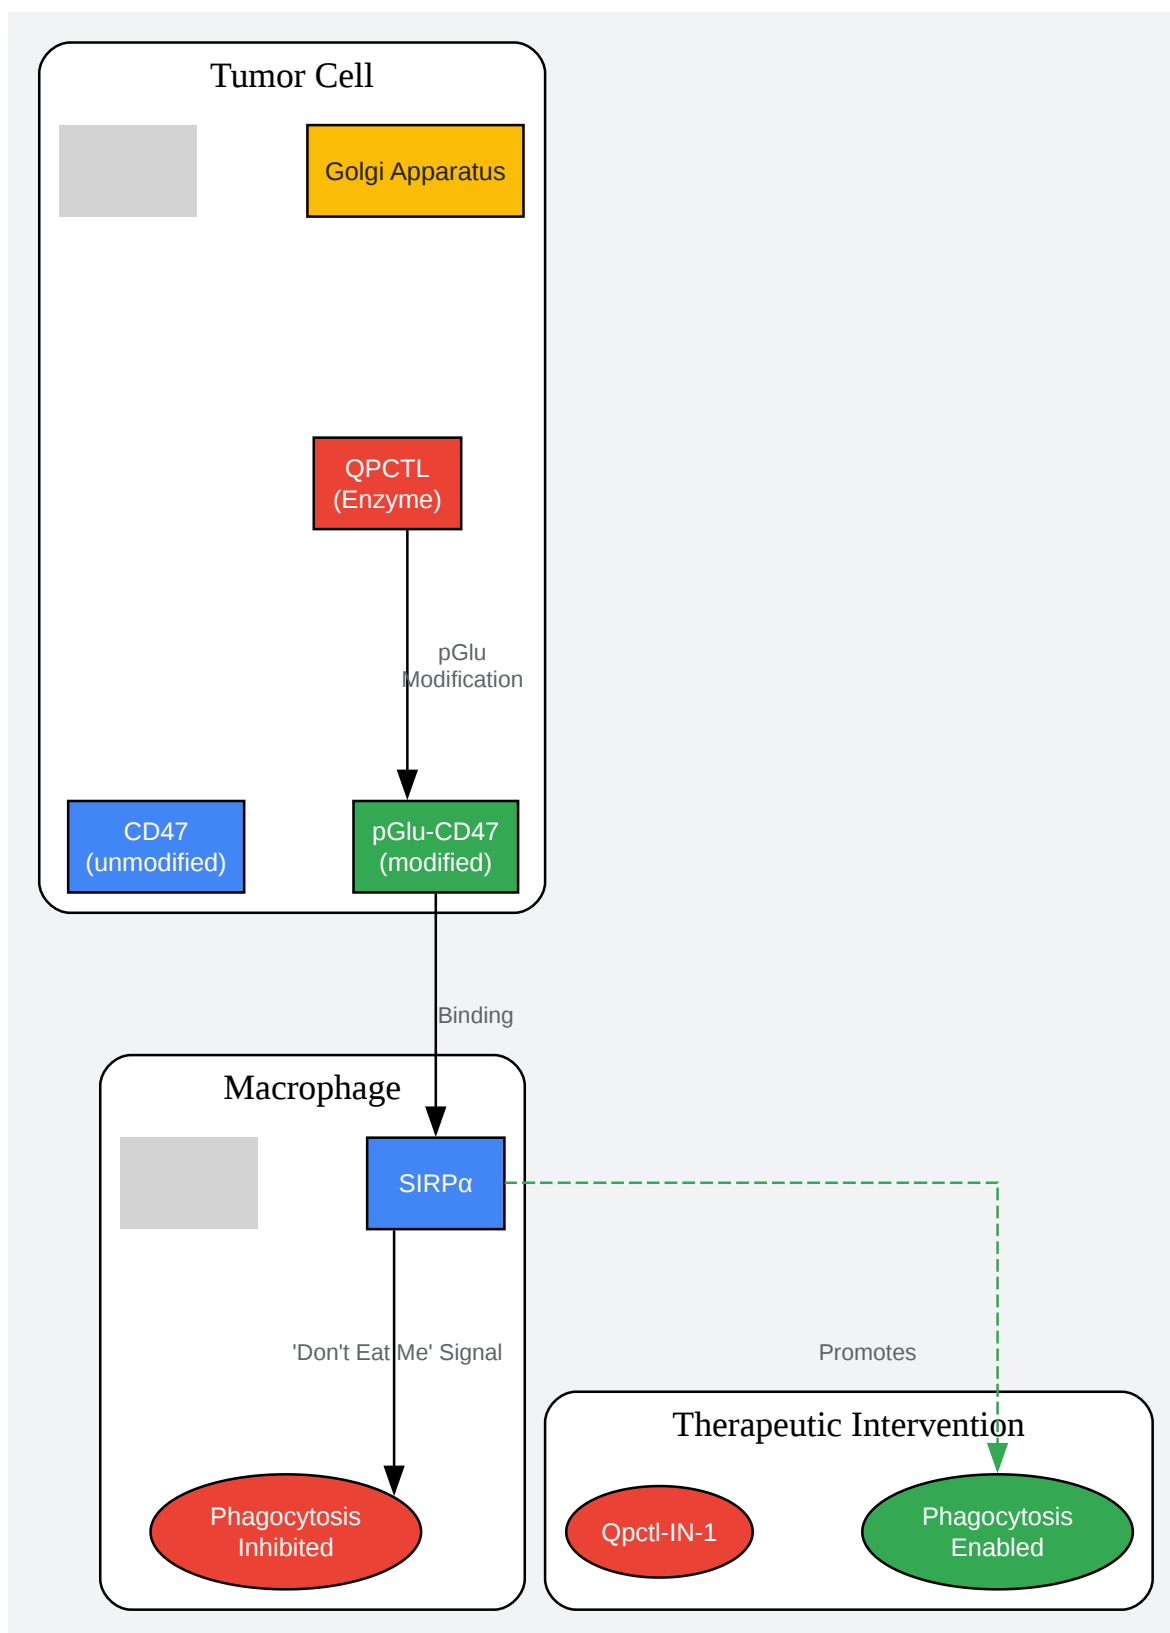 Tumor Cell
Golgi Apparatus
QPCTL
(Enzyme)
pGlu
Modification
CD47
(unmodified)
pGlu-CD47
(modified)
Binding
Macrophage
SIRPα
'Don't Eat Me' Signal
Promotes
Therapeutic Intervention
Phagocytosis
Inhibited
Qpctl-IN-1
Phagocytosis
Enabled